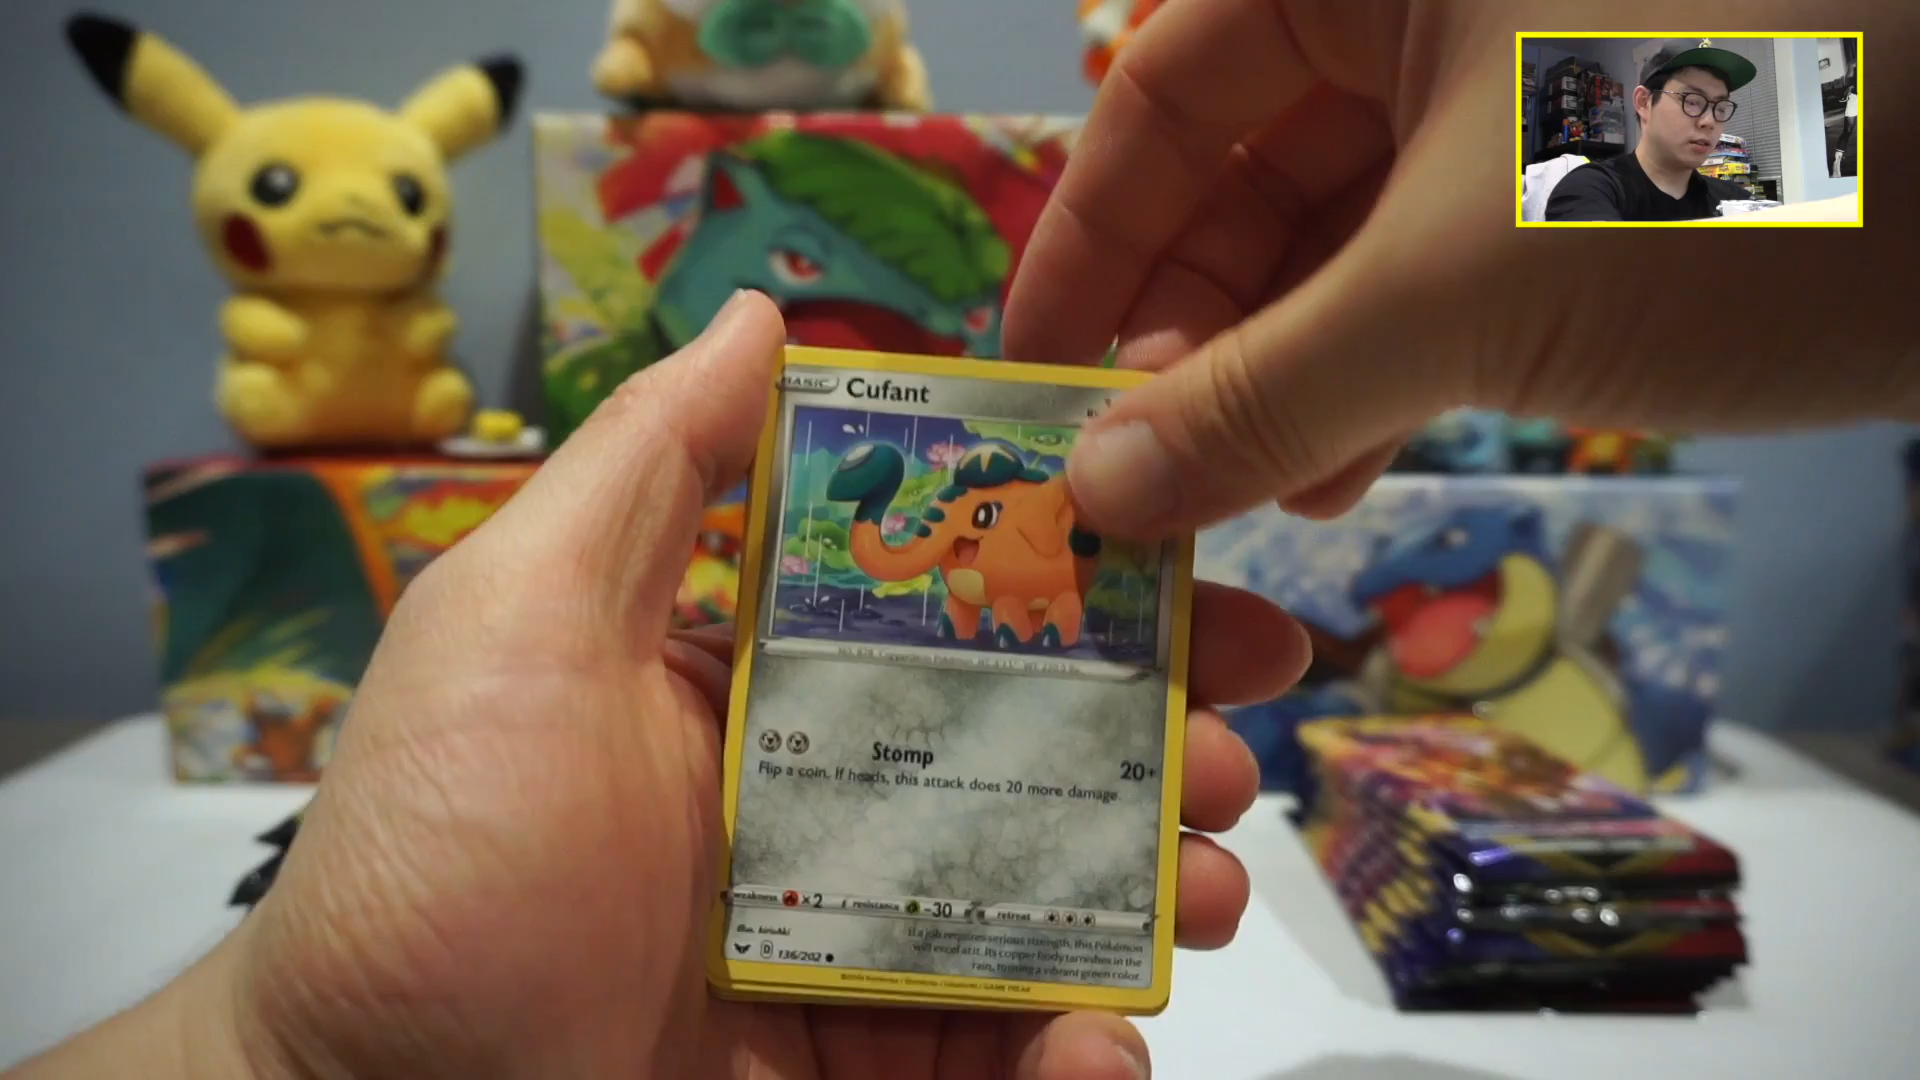 BASIC Cufant
Stomp 20+
Flip a coin. If heads, this attack does 20 more damage.
weakness ×2 resistance -30 retreat
If a job requires serious strength, this Pokémon
will excel at it. Its copper body tarnishes in the
rain, turning a vibrant green color.
D 136/202